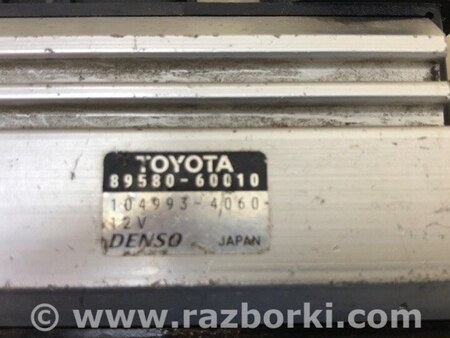 TOYOTA
89580-60010
104993-4060
12V
DENSO JAPAN
© www.razborki.com